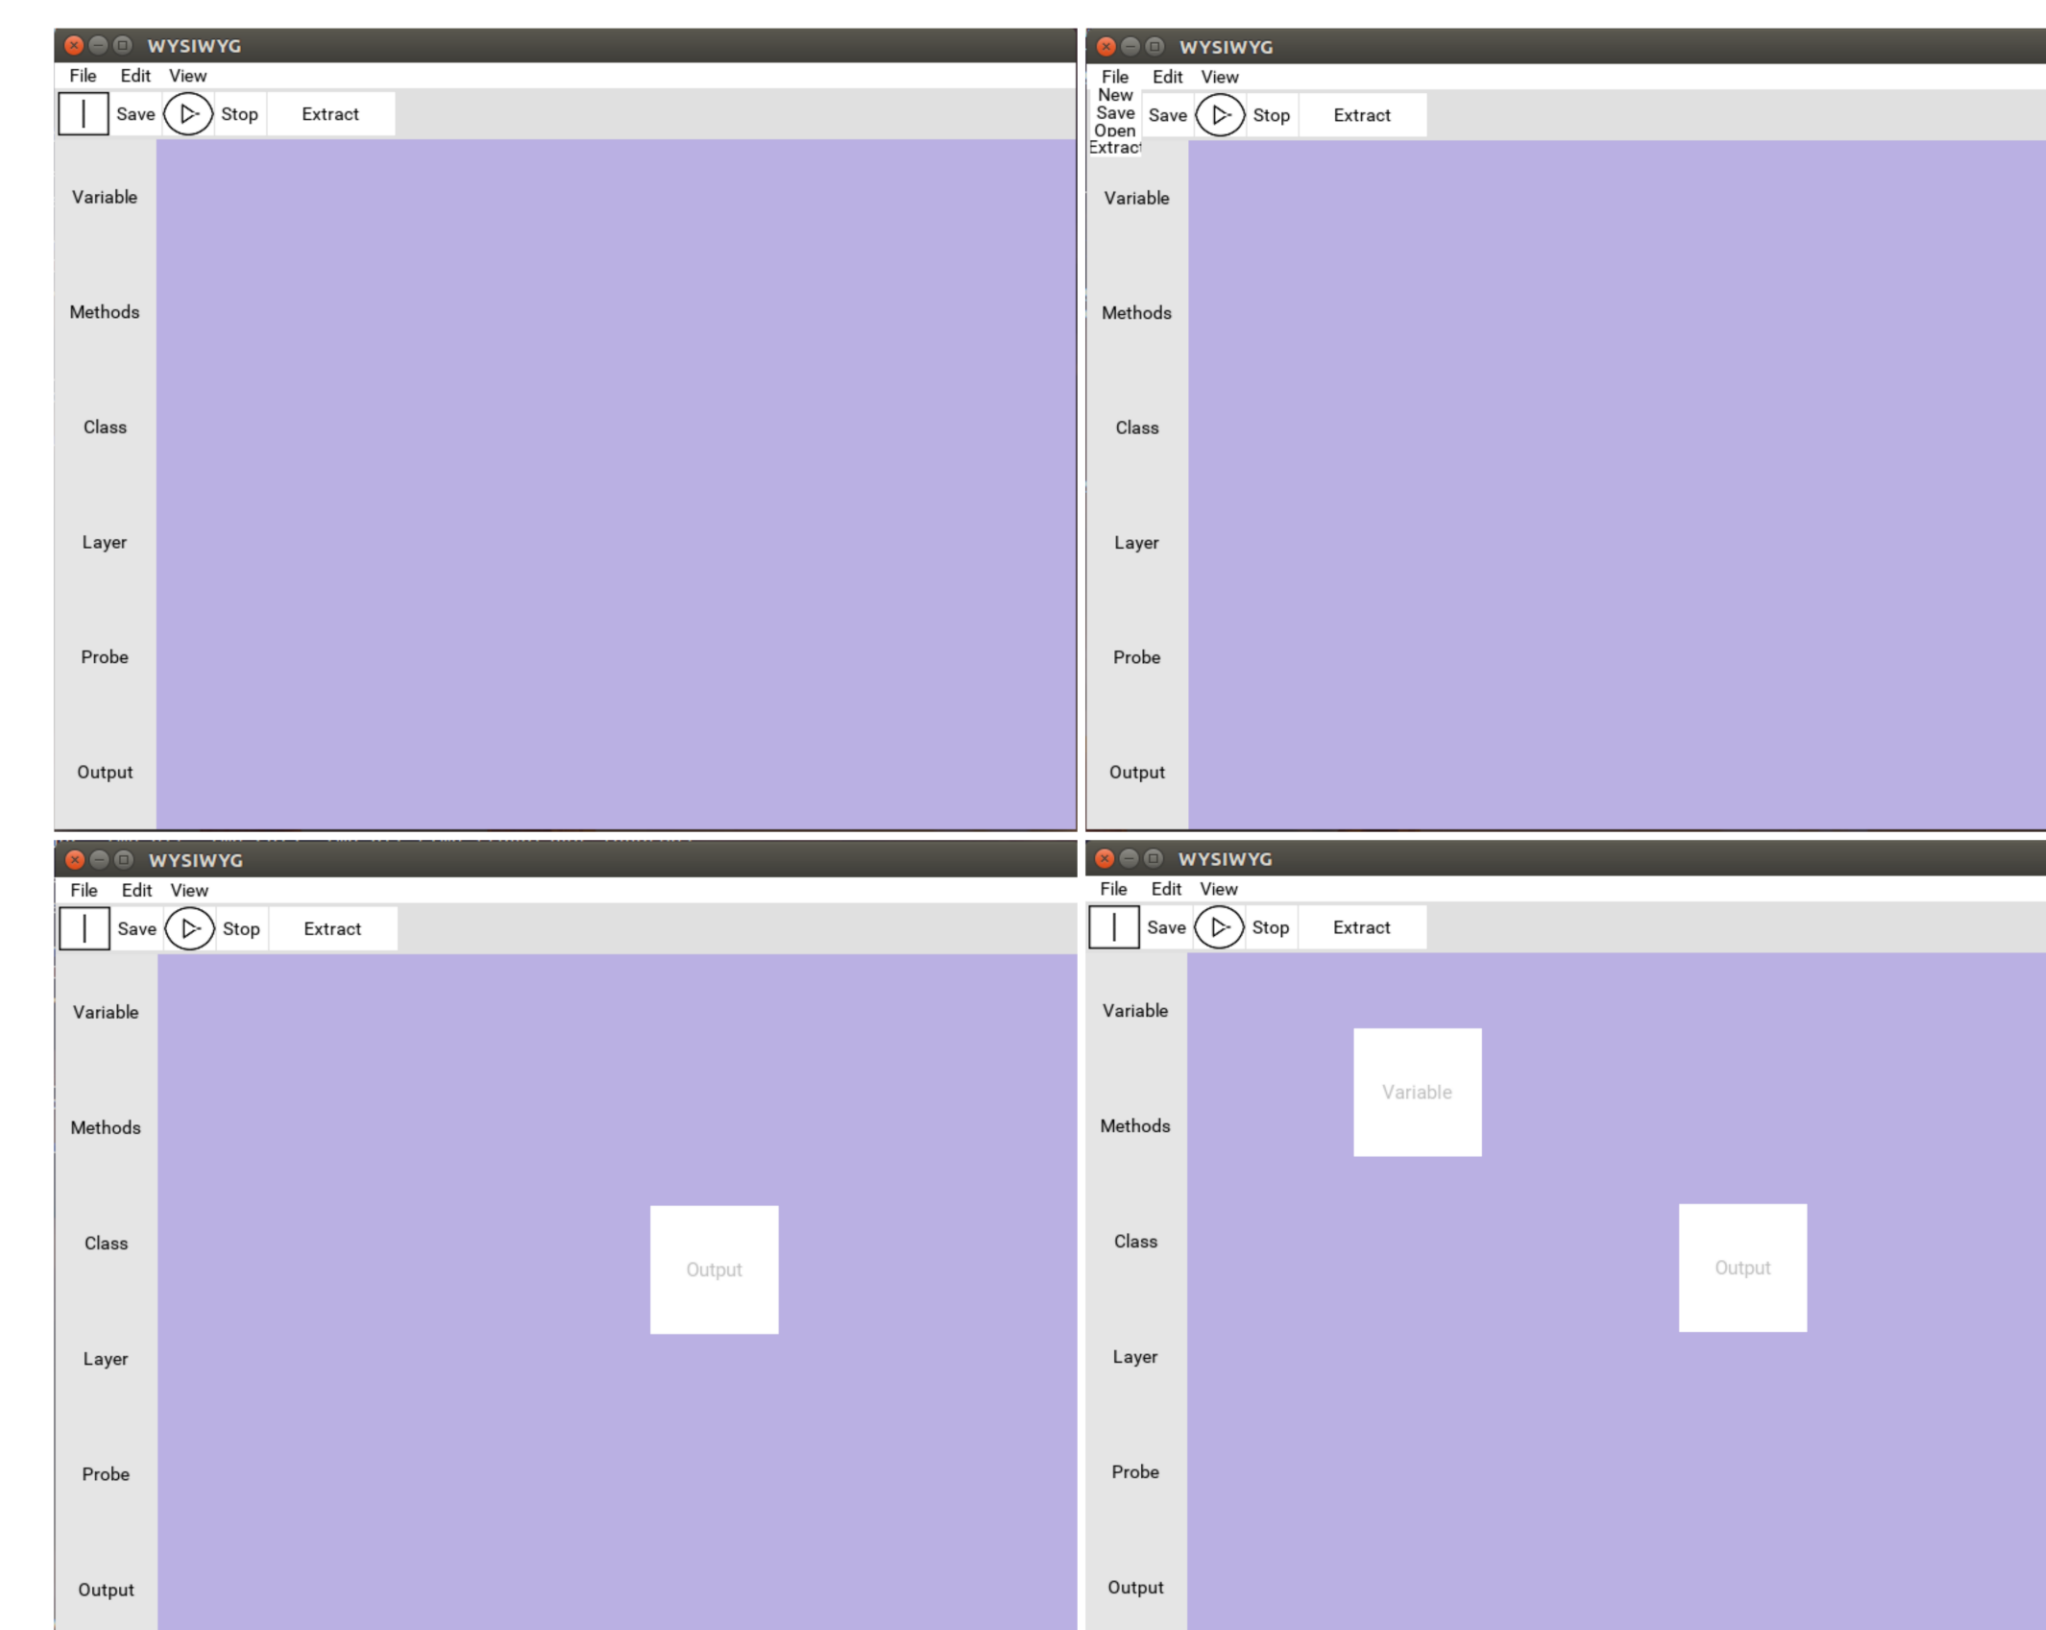 WYSIWYG
File Edit View
Save Stop Extract
Variable
Methods
Class
Layer
Probe
Output
WYSIWYG
File Edit View
New
Save
Open
Extract
Save Stop Extract
Variable
Methods
Class
Layer
Probe
Output
WYSIWYG
File Edit View
Save Stop Extract
Variable
Methods
Class
Layer
Probe
Output
Output
WYSIWYG
File Edit View
Save Stop Extract
Variable
Methods
Class
Layer
Probe
Output
Variable
Output